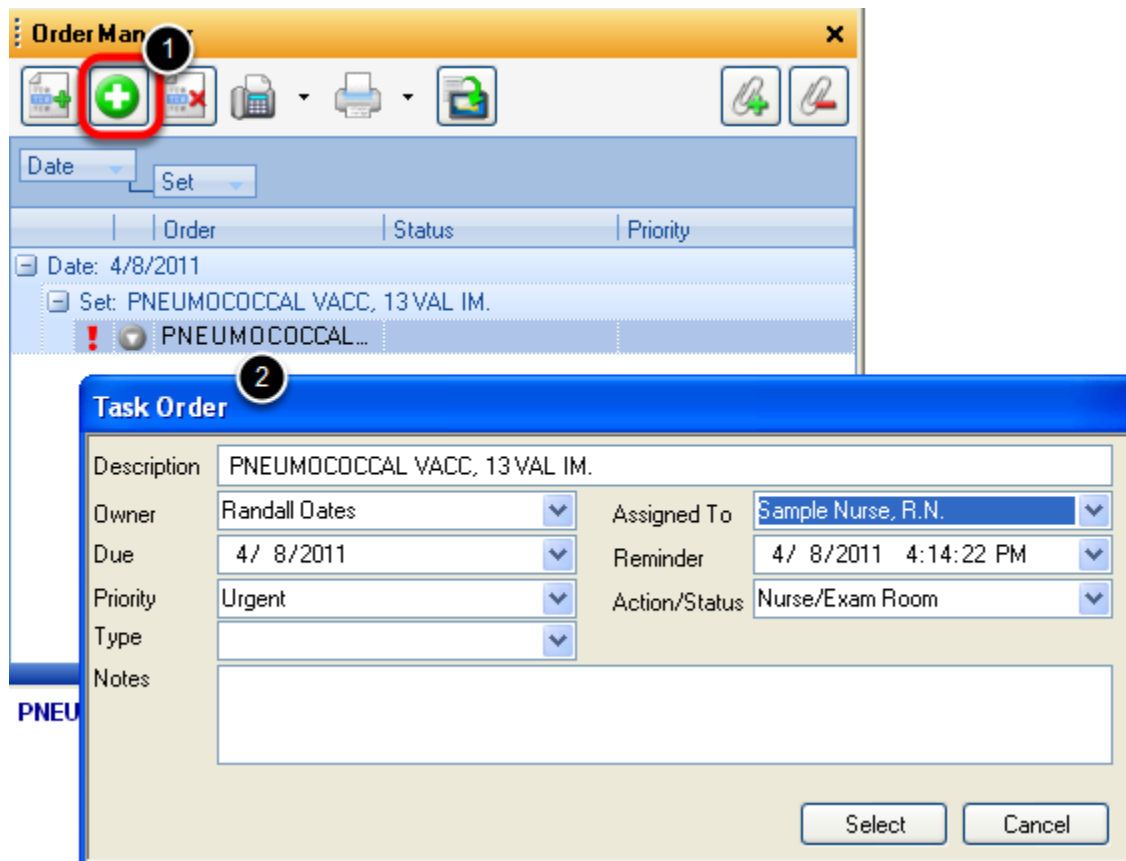 Order Man r
1
Date
Set
Order Status Priority
Date: 4/8/2011
Set: PNEUMOCOCCAL VACC, 13 VAL IM.
! PNEUMOCOCCAL...
2
Task Order
Description PNEUMOCOCCAL VACC, 13 VAL IM.
Owner Randall Oates Assigned To Sample Nurse, R.N.
Due 4/ 8/2011 Reminder 4/ 8/2011 4:14:22 PM
Priority Urgent Action/Status Nurse/Exam Room
Type
Notes
PNEU
Select Cancel